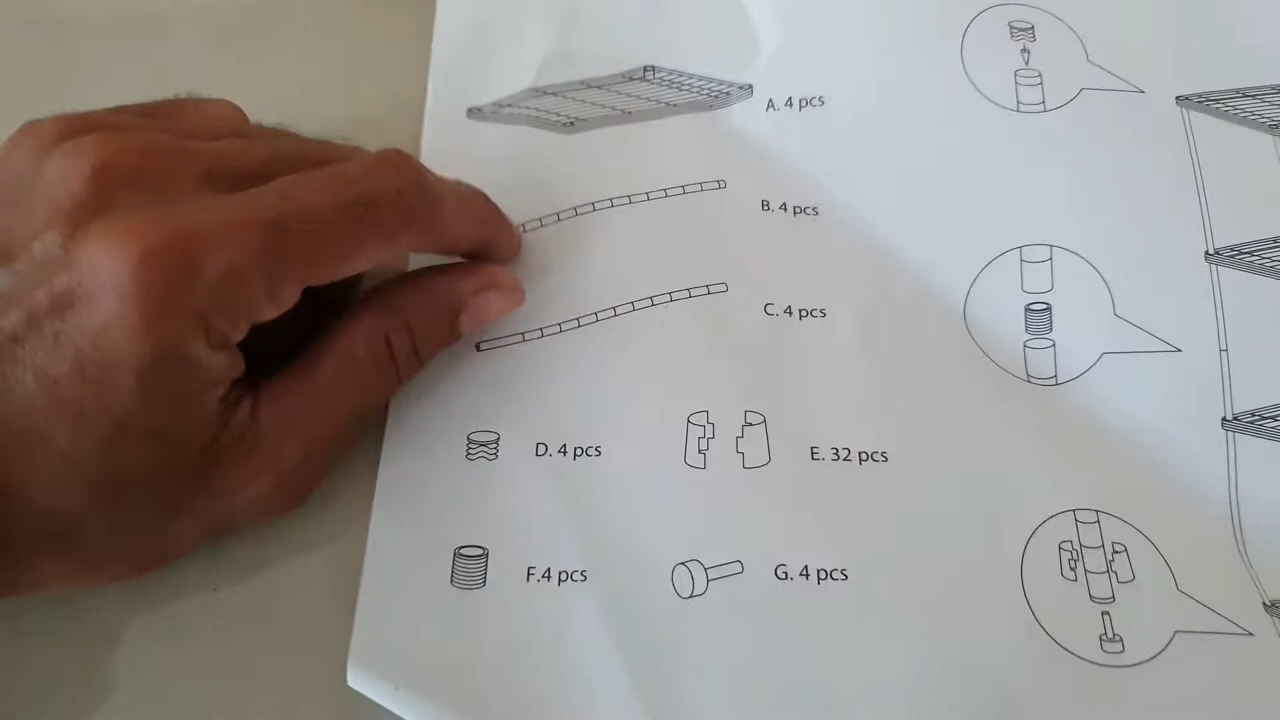 A. 4 pcs
B. 4 pcs
C. 4 pcs
D. 4 pcs
E. 32 pcs
F.4 pcs
G. 4 pcs